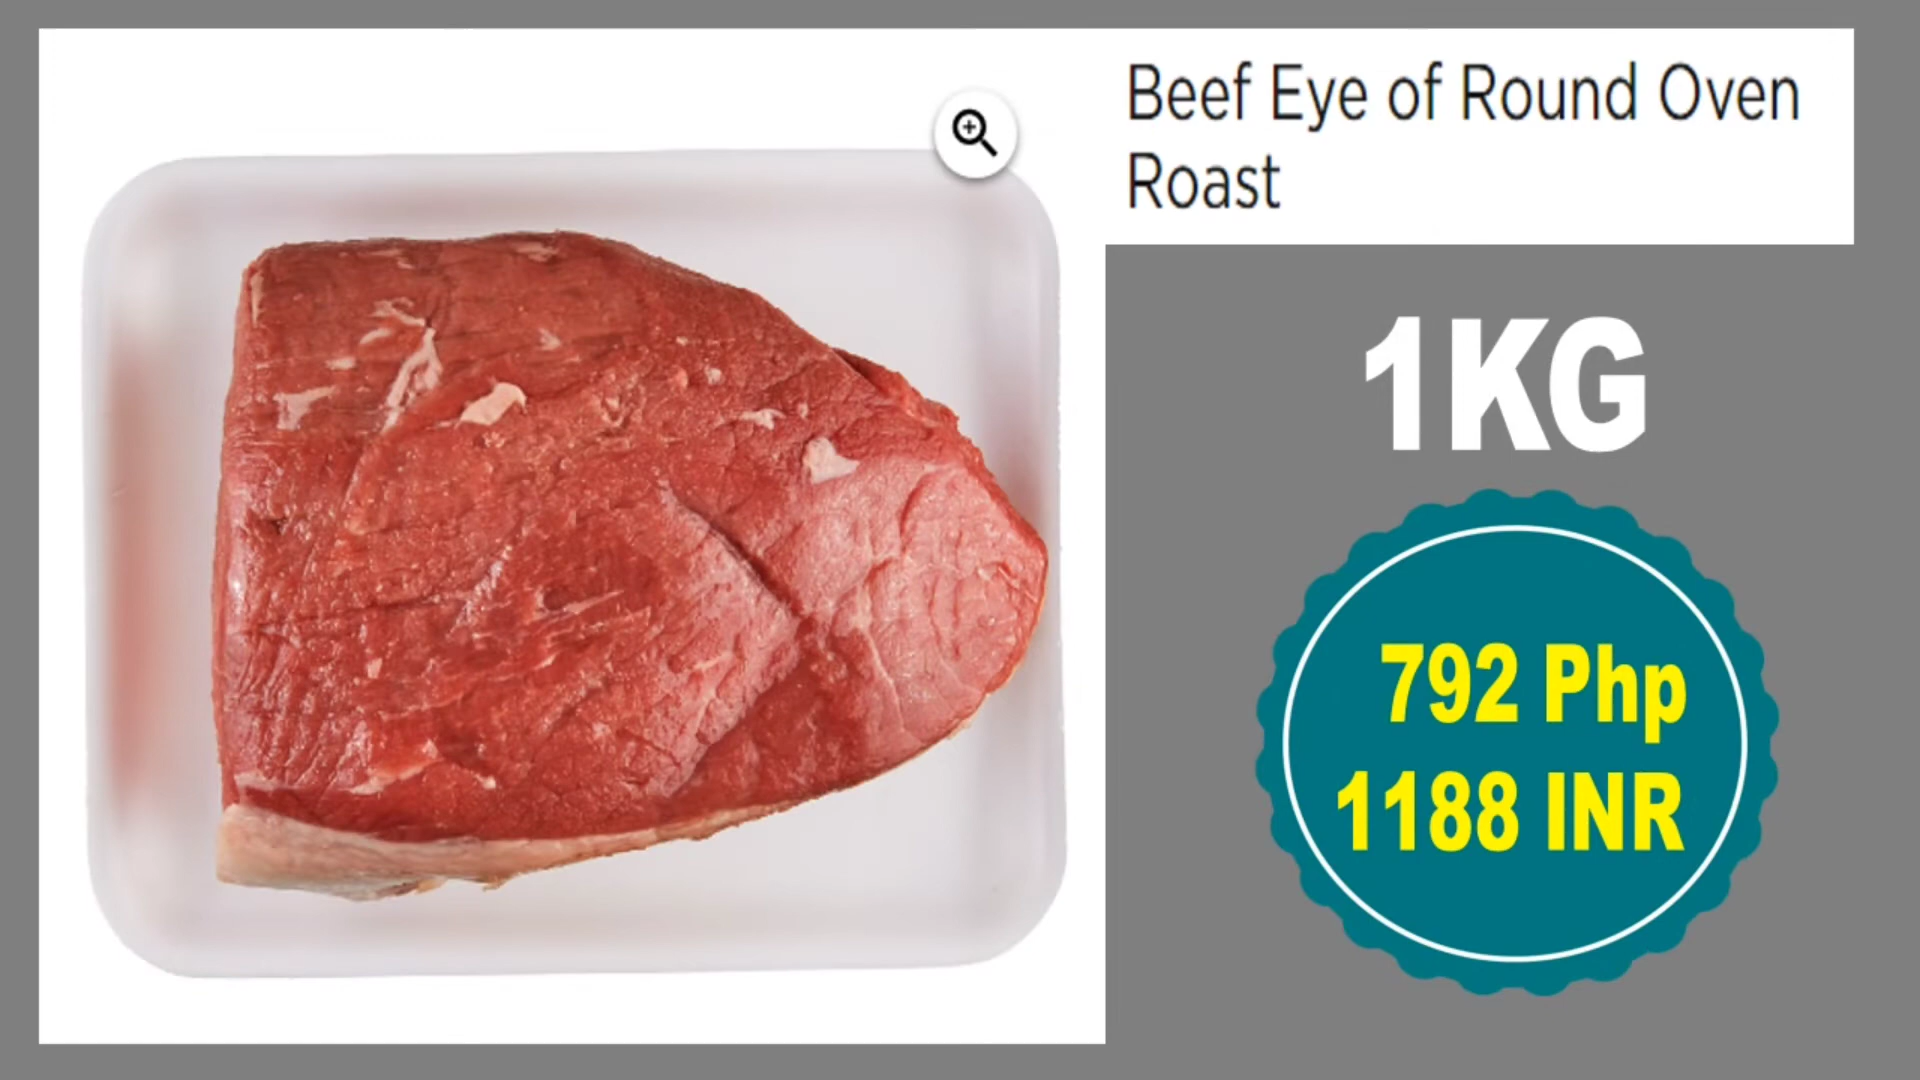 Beef Eye of Round Oven
Roast
1KG
792 Php
1188 INR